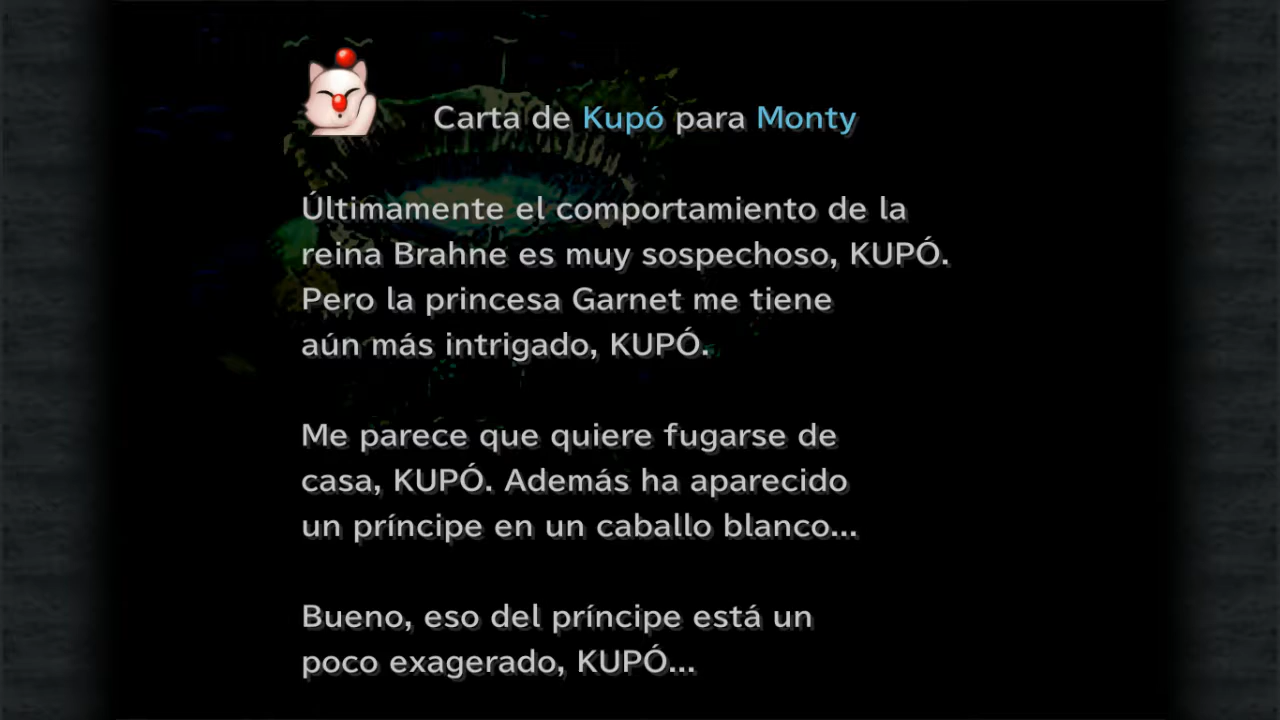 Carta de Kupó para Monty
Últimamente el comportamiento de la
reina Brahne es muy sospechoso, KUPÓ.
Pero la princesa Garnet me tiene
aún más intrigado, KUPÓ.
Me parece que quiere fugarse de
casa, KUPÓ. Además ha aparecido
un príncipe en un caballo blanco...
Bueno, eso del príncipe está un
poco exagerado, KUPÓ...